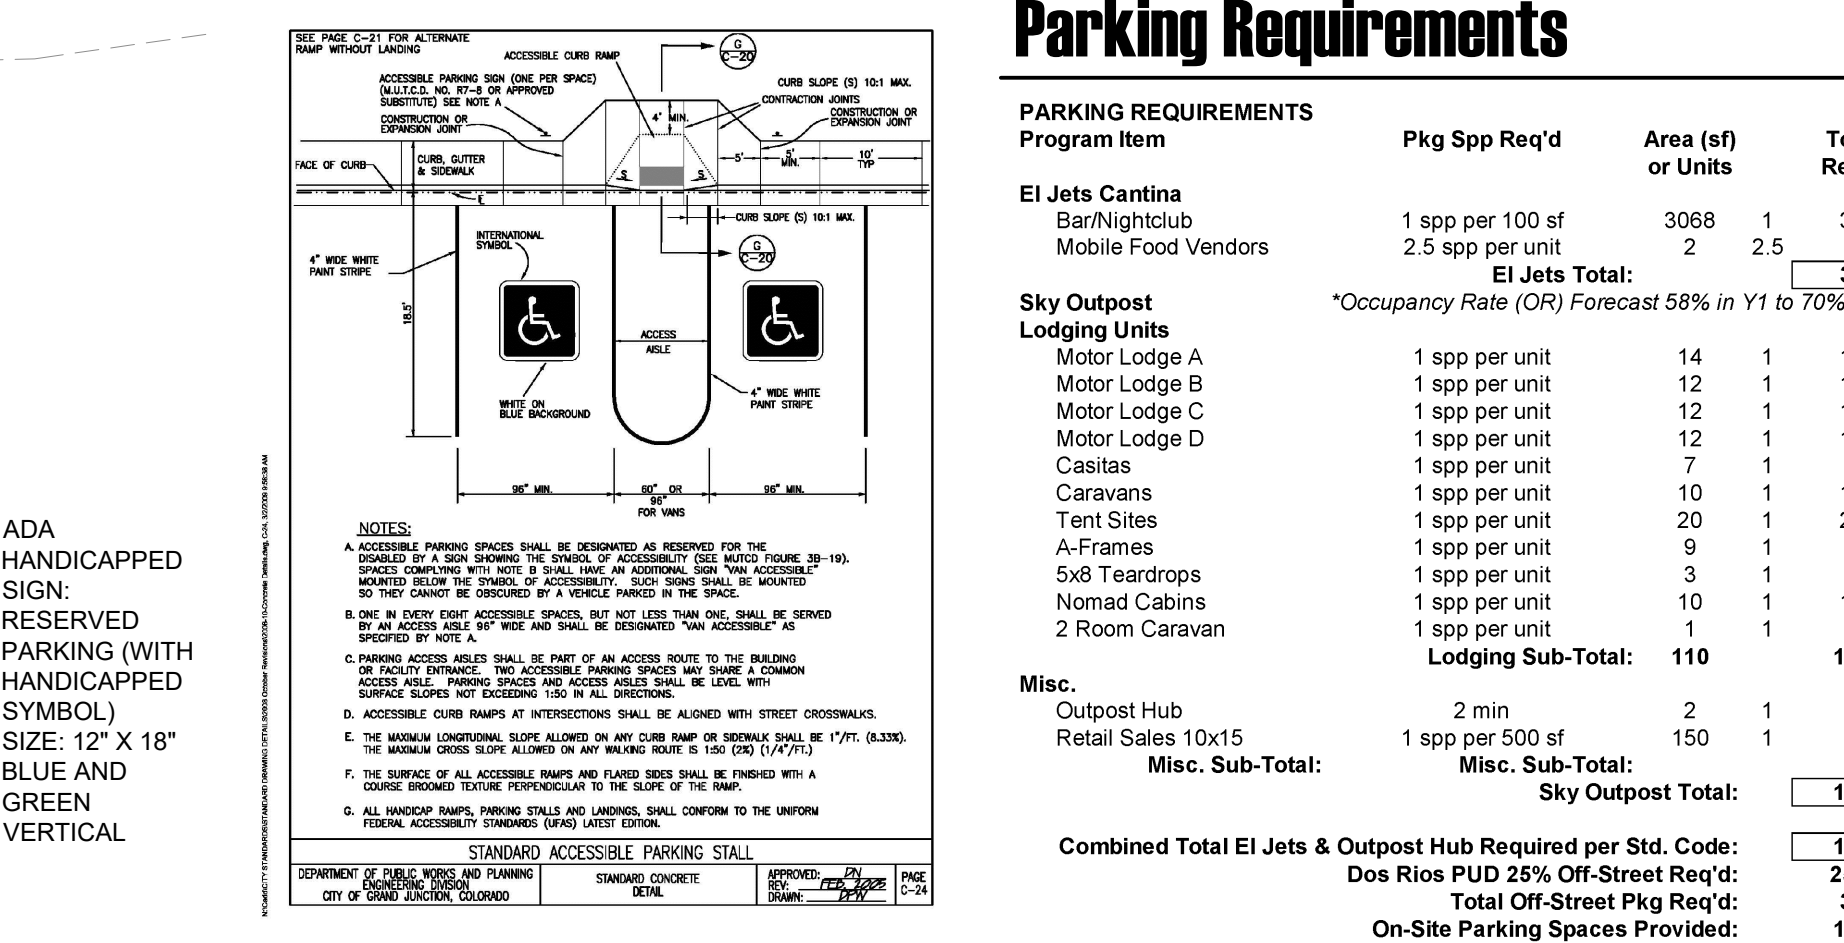 SEE PAGE C-21 FOR ALTERNATE
RAMP WITHOUT LANDING
ACCESSIBLE CURB RAMP
G
C-20
ACCESSIBLE PARKING SIGN (ONE PER SPACE)
(M.U.T.C.D. NO. R7-8 OR APPROVED
SUBSTITUTE) SEE NOTE A
CURB SLOPE (S) 10:1 MAX.
CONTRACTION JOINTS
CONSTRUCTION OR
EXPANSION JOINT
4' MIN.
CONSTRUCTION OR
EXPANSION JOINT
FACE OF CURB
CURB, GUTTER
& SIDEWALK
5'
5'
MIN.
10'
TYP
S
S
CURB SLOPE (S) 10:1 MAX.
INTERNATIONAL
SYMBOL
G
C-20
4" WIDE WHITE
PAINT STRIPE
18.5'
ACCESS
AISLE
WHITE ON
BLUE BACKGROUND
4" WIDE WHITE
PAINT STRIPE
96" MIN.
60" OR
96"
FOR VANS
96" MIN.
NOTES:
A. ACCESSIBLE PARKING SPACES SHALL BE DESIGNATED AS RESERVED FOR THE
DISABLED BY A SIGN SHOWING THE SYMBOL OF ACCESSIBILITY (SEE MUTCD FIGURE 3B-19).
SPACES COMPLYING WITH NOTE B SHALL HAVE AN ADDITIONAL SIGN "VAN ACCESSIBLE"
MOUNTED BELOW THE SYMBOL OF ACCESSIBILITY. SUCH SIGNS SHALL BE MOUNTED
SO THEY CANNOT BE OBSCURED BY A VEHICLE PARKED IN THE SPACE.
B. ONE IN EVERY EIGHT ACCESSIBLE SPACES, BUT NOT LESS THAN ONE, SHALL BE SERVED
BY AN ACCESS AISLE 96" WIDE AND SHALL BE DESIGNATED "VAN ACCESSIBLE" AS
SPECIFIED BY NOTE A.
C. PARKING ACCESS AISLES SHALL BE PART OF AN ACCESS ROUTE TO THE BUILDING
OR FACILITY ENTRANCE. TWO ACCESSIBLE PARKING SPACES MAY SHARE A COMMON
ACCESS AISLE. PARKING SPACES AND ACCESS AISLES SHALL BE LEVEL WITH
SURFACE SLOPES NOT EXCEEDING 1:50 IN ALL DIRECTIONS.
D. ACCESSIBLE CURB RAMPS AT INTERSECTIONS SHALL BE ALIGNED WITH STREET CROSSWALKS.
E. THE MAXIMUM LONGITUDINAL SLOPE ALLOWED ON ANY CURB RAMP OR SIDEWALK SHALL BE 1"/FT. (8.33%).
THE MAXIMUM CROSS SLOPE ALLOWED ON ANY WALKING ROUTE IS 1:50 (2%) (1/4"/FT.)
F. THE SURFACE OF ALL ACCESSIBLE RAMPS AND FLARED SIDES SHALL BE FINISHED WITH A
COURSE BROOMED TEXTURE PERPENDICULAR TO THE SLOPE OF THE RAMP.
G. ALL HANDICAP RAMPS, PARKING STALLS AND LANDINGS, SHALL CONFORM TO THE UNIFORM
FEDERAL ACCESSIBILITY STANDARDS (UFAS) LATEST EDITION.
STANDARD ACCESSIBLE PARKING STALL
DEPARTMENT OF PUBLIC WORKS AND PLANNING
ENGINEERING DIVISION
CITY OF GRAND JUNCTION, COLORADO
STANDARD CONCRETE
DETAIL
APPROVED: DN
REV: FEB, 2005
DRAWN: DPW
PAGE
C-24
ADA
HANDICAPPED
SIGN:
RESERVED
PARKING (WITH
HANDICAPPED
SYMBOL)
SIZE: 12" X 18"
BLUE AND
GREEN
VERTICAL
Parking Requirements
PARKING REQUIREMENTS
Program Item Pkg Spp Req'd Area (sf)
or Units
El Jets Cantina
Bar/Nightclub 1 spp per 100 sf 3068 1
Mobile Food Vendors 2.5 spp per unit 2 2.5
El Jets Total:
Sky Outpost *Occupancy Rate (OR) Forecast 58% in Y1 to 70%
Lodging Units
Motor Lodge A 1 spp per unit 14 1
Motor Lodge B 1 spp per unit 12 1
Motor Lodge C 1 spp per unit 12 1
Motor Lodge D 1 spp per unit 12 1
Casitas 1 spp per unit 7 1
Caravans 1 spp per unit 10 1
Tent Sites 1 spp per unit 20 1
A-Frames 1 spp per unit 9 1
5x8 Teardrops 1 spp per unit 3 1
Nomad Cabins 1 spp per unit 10 1
2 Room Caravan 1 spp per unit 1 1
Lodging Sub-Total: 110
Misc.
Outpost Hub 2 min 2 1
Retail Sales 10x15 1 spp per 500 sf 150 1
Misc. Sub-Total: Misc. Sub-Total:
Sky Outpost Total:
Combined Total El Jets & Outpost Hub Required per Std. Code:
Dos Rios PUD 25% Off-Street Req'd:
Total Off-Street Pkg Req'd:
On-Site Parking Spaces Provided: